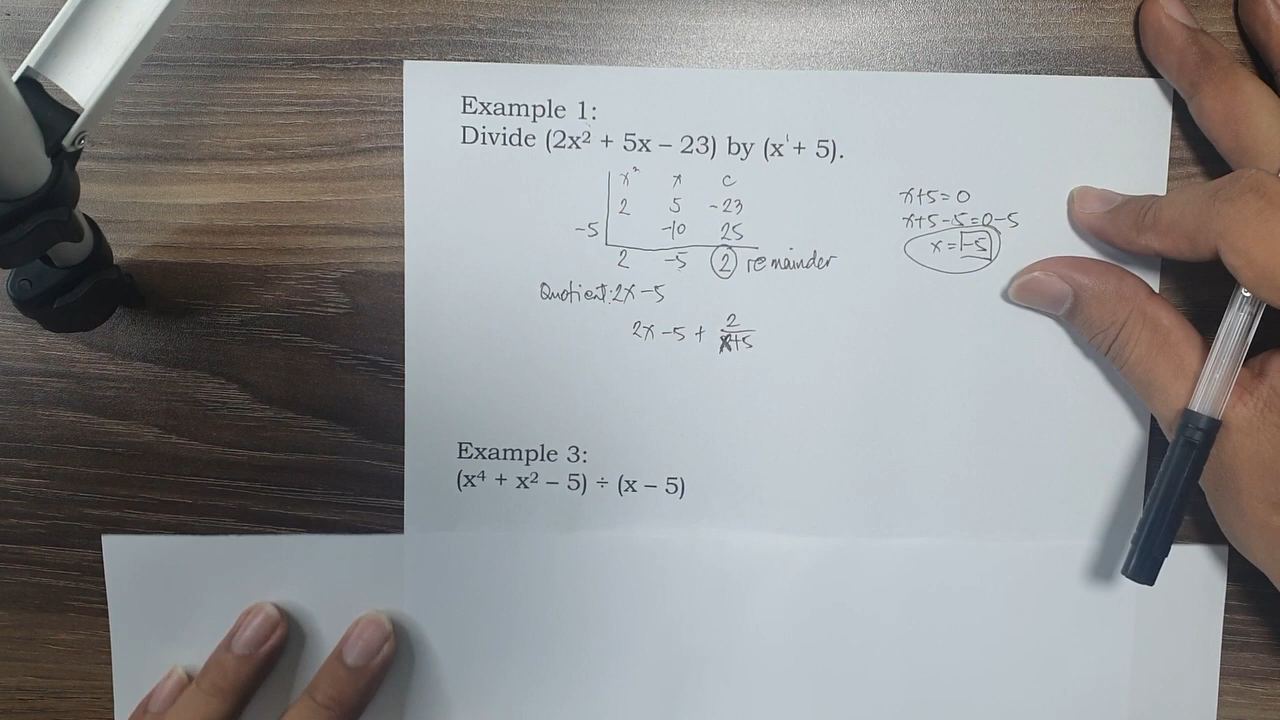 Example 1:
Divide (2x² + 5x – 23) by (x¹ + 5).
x² x c
2 5 -23
-5 -10 25
2 -5 2 remainder
Quotient: 2x - 5
2x - 5 + 2/x+5
x+5=0
x+5-5=0-5
x=-5
Example 3:
(x⁴ + x² – 5) ÷ (x – 5)